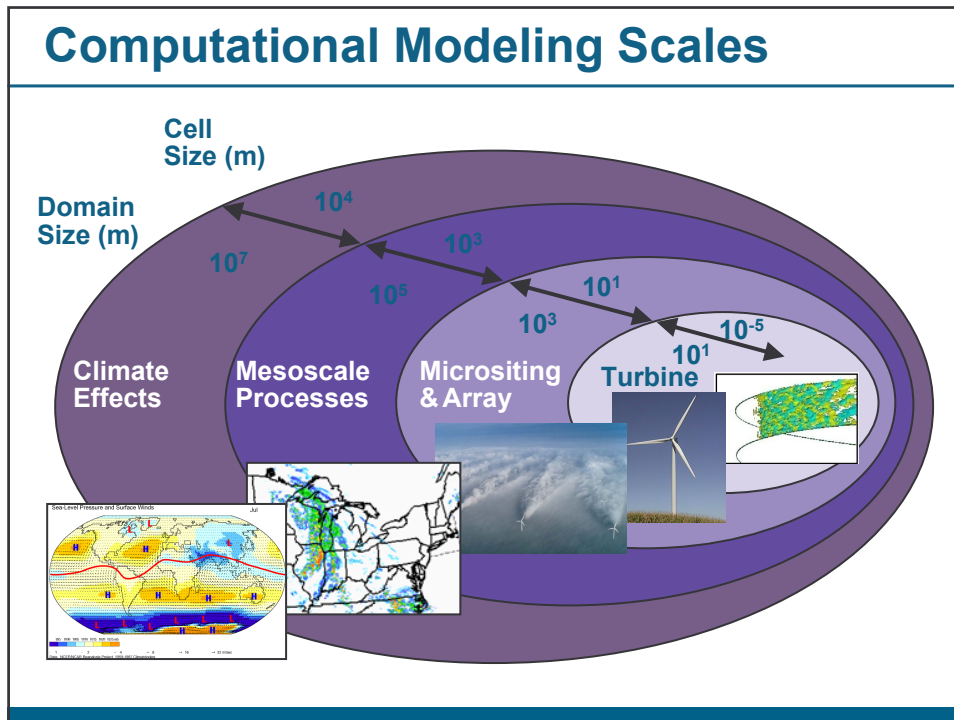 Computational Modeling Scales
Cell
Size (m)
Domain
Size (m)
10⁴
10⁷
10³
10⁵
10¹
10³
10⁻⁵
10¹
Climate
Effects
Mesoscale
Processes
Micrositing
& Array
Turbine
Sea-Level Pressure and Surface Winds
Jul
L
L
H
H
L
H
H
H
H
L
L
L
L
L
H
H